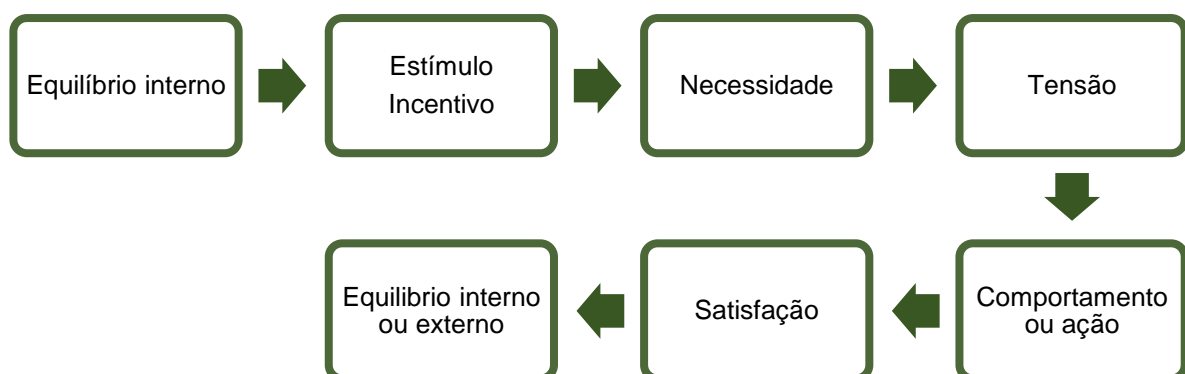 Equilíbrio interno
Estímulo
Incentivo
Necessidade
Tensão
Comportamento
ou ação
Satisfação
Equilibrio interno
ou externo